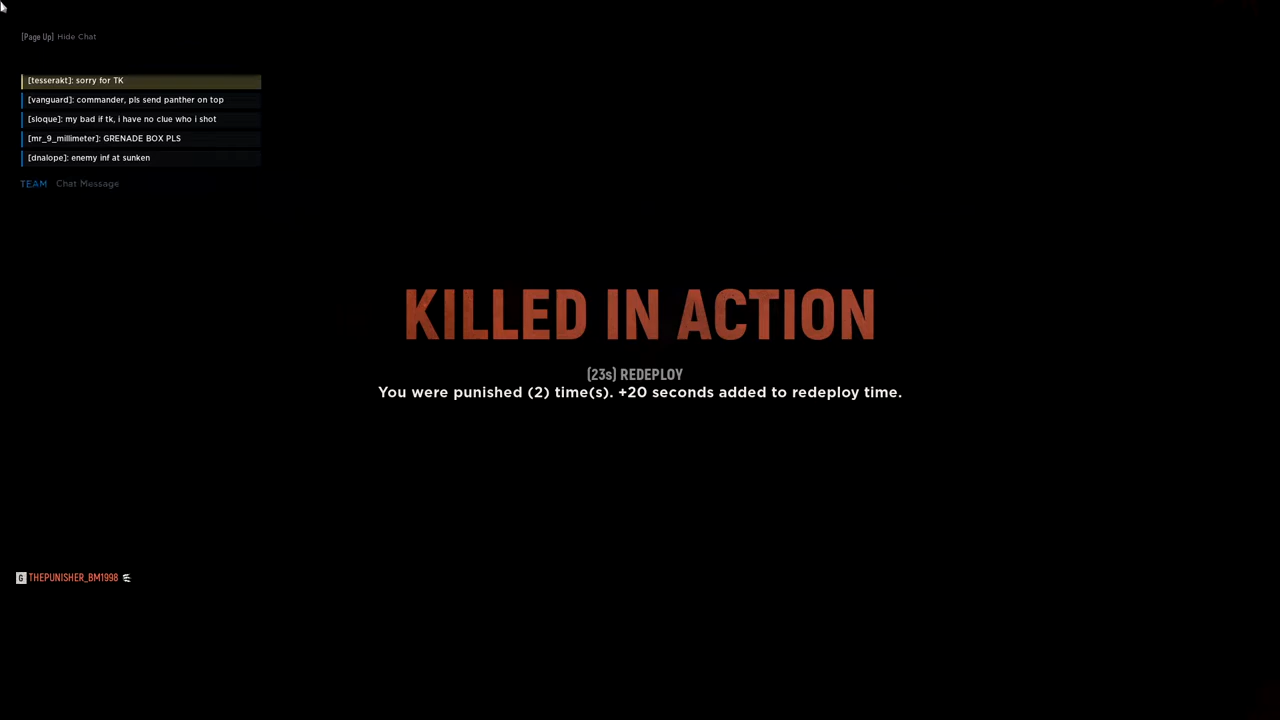 [Page Up] Hide Chat
[tesserakt]: sorry for TK
[vanguard]: commander, pls send panther on top
[sloque]: my bad if tk, i have no clue who i shot
[mr_9_millimeter]: GRENADE BOX PLS
[dnalope]: enemy inf at sunken
TEAM Chat Message
KILLED IN ACTION
(23s) REDEPLOY
You were punished (2) time(s). +20 seconds added to redeploy time.
G THEPUNISHER_BM1998